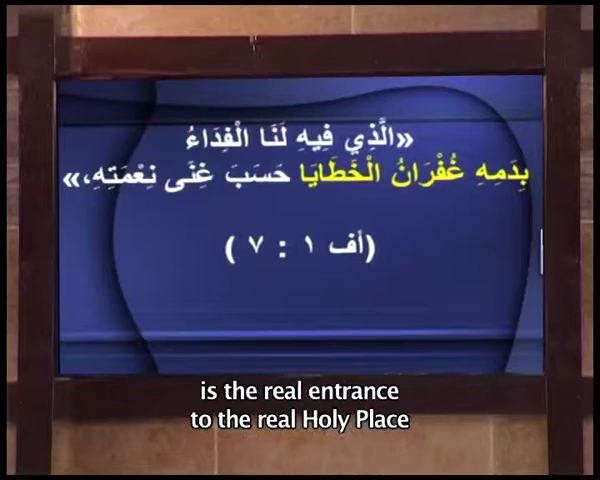 «الَّذِي فِيهِ لَنَا الْفِدَاءُ
بِدَمِهِ غُفْرَانُ الْخَطَايَا حَسَبَ غِنَى نِعْمَتِهِ،»
(أف ١ : ٧ )
is the real entrance
to the real Holy Place